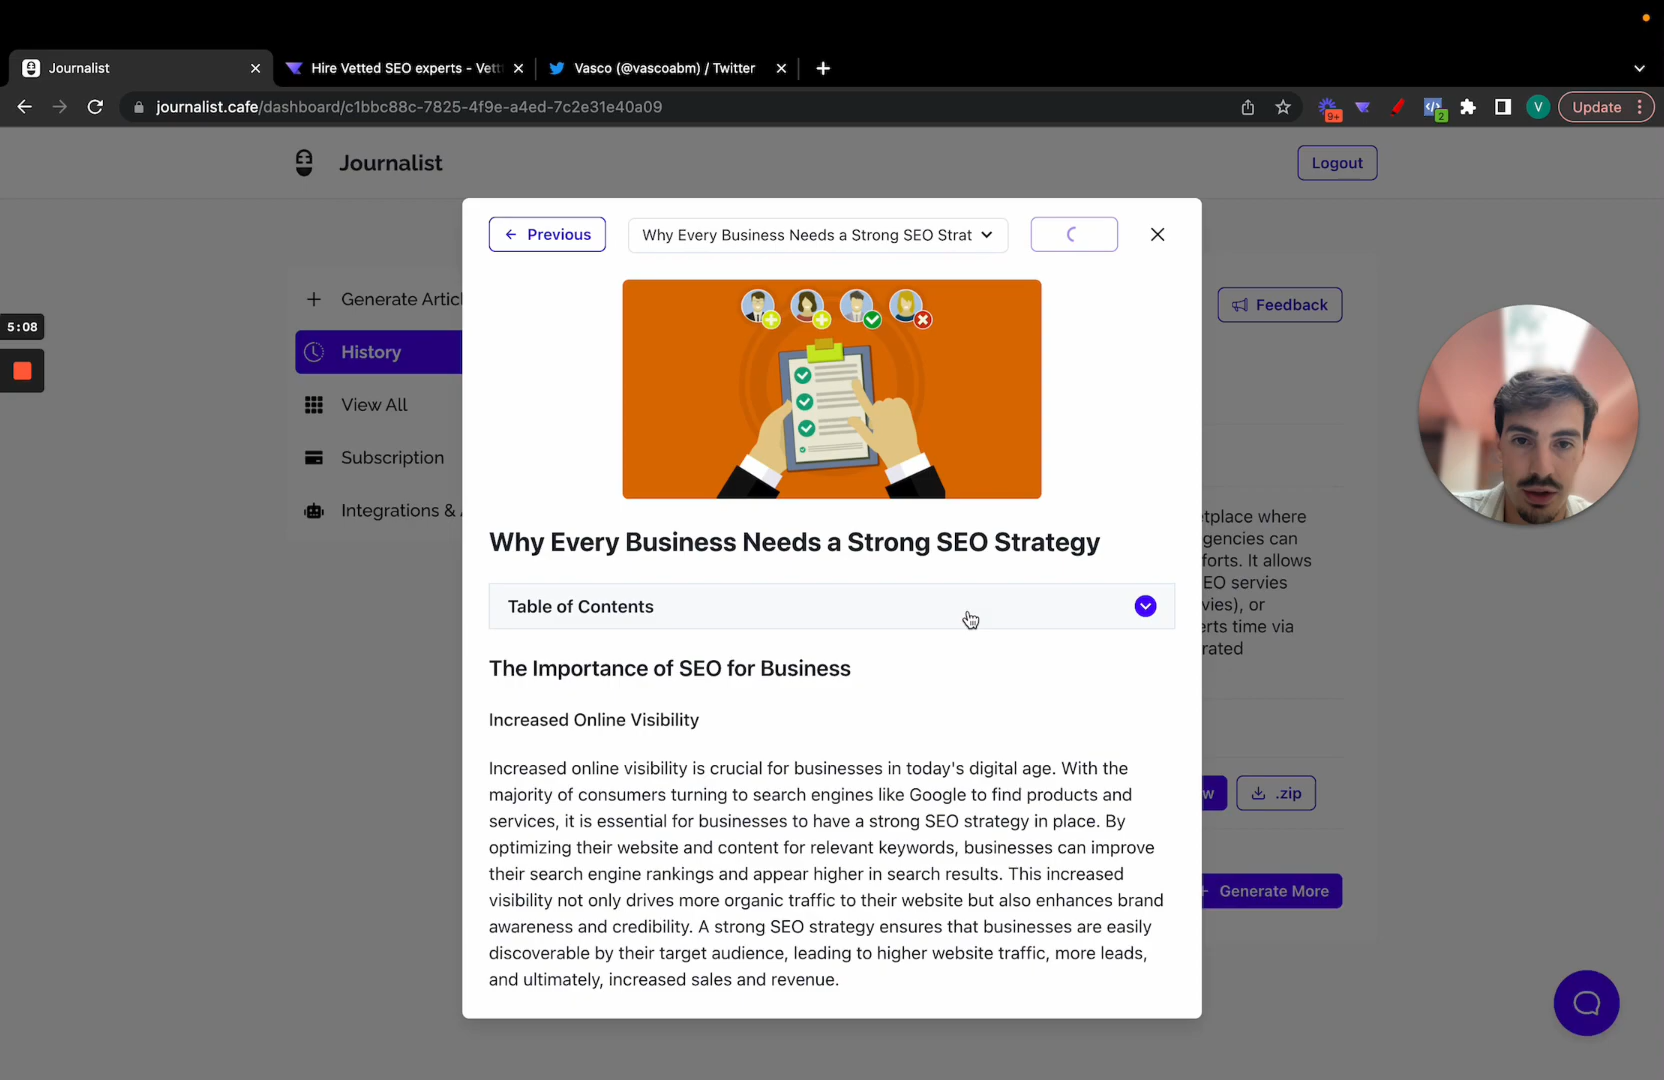 Journalist
Hire Vetted SEO experts - Vett
Vasco (@vascoabm) / Twitter
journalist.cafe/dashboard/c1bbc88c-7825-4f9e-a4ed-7c2e31e40a09
9+
2
V
Update
Journalist
Logout
Previous
Why Every Business Needs a Strong SEO Strat
Generate Artic
Feedback
5:08
History
View All
Subscription
Integrations &
Why Every Business Needs a Strong SEO Strategy
Table of Contents
The Importance of SEO for Business
Increased Online Visibility
Increased online visibility is crucial for businesses in today's digital age. With the
majority of consumers turning to search engines like Google to find products and
services, it is essential for businesses to have a strong SEO strategy in place. By
optimizing their website and content for relevant keywords, businesses can improve
their search engine rankings and appear higher in search results. This increased
visibility not only drives more organic traffic to their website but also enhances brand
awareness and credibility. A strong SEO strategy ensures that businesses are easily
discoverable by their target audience, leading to higher website traffic, more leads,
and ultimately, increased sales and revenue.
tplace where
gencies can
forts. It allows
EO servies
vies), or
erts time via
rated
w
.zip
Generate More